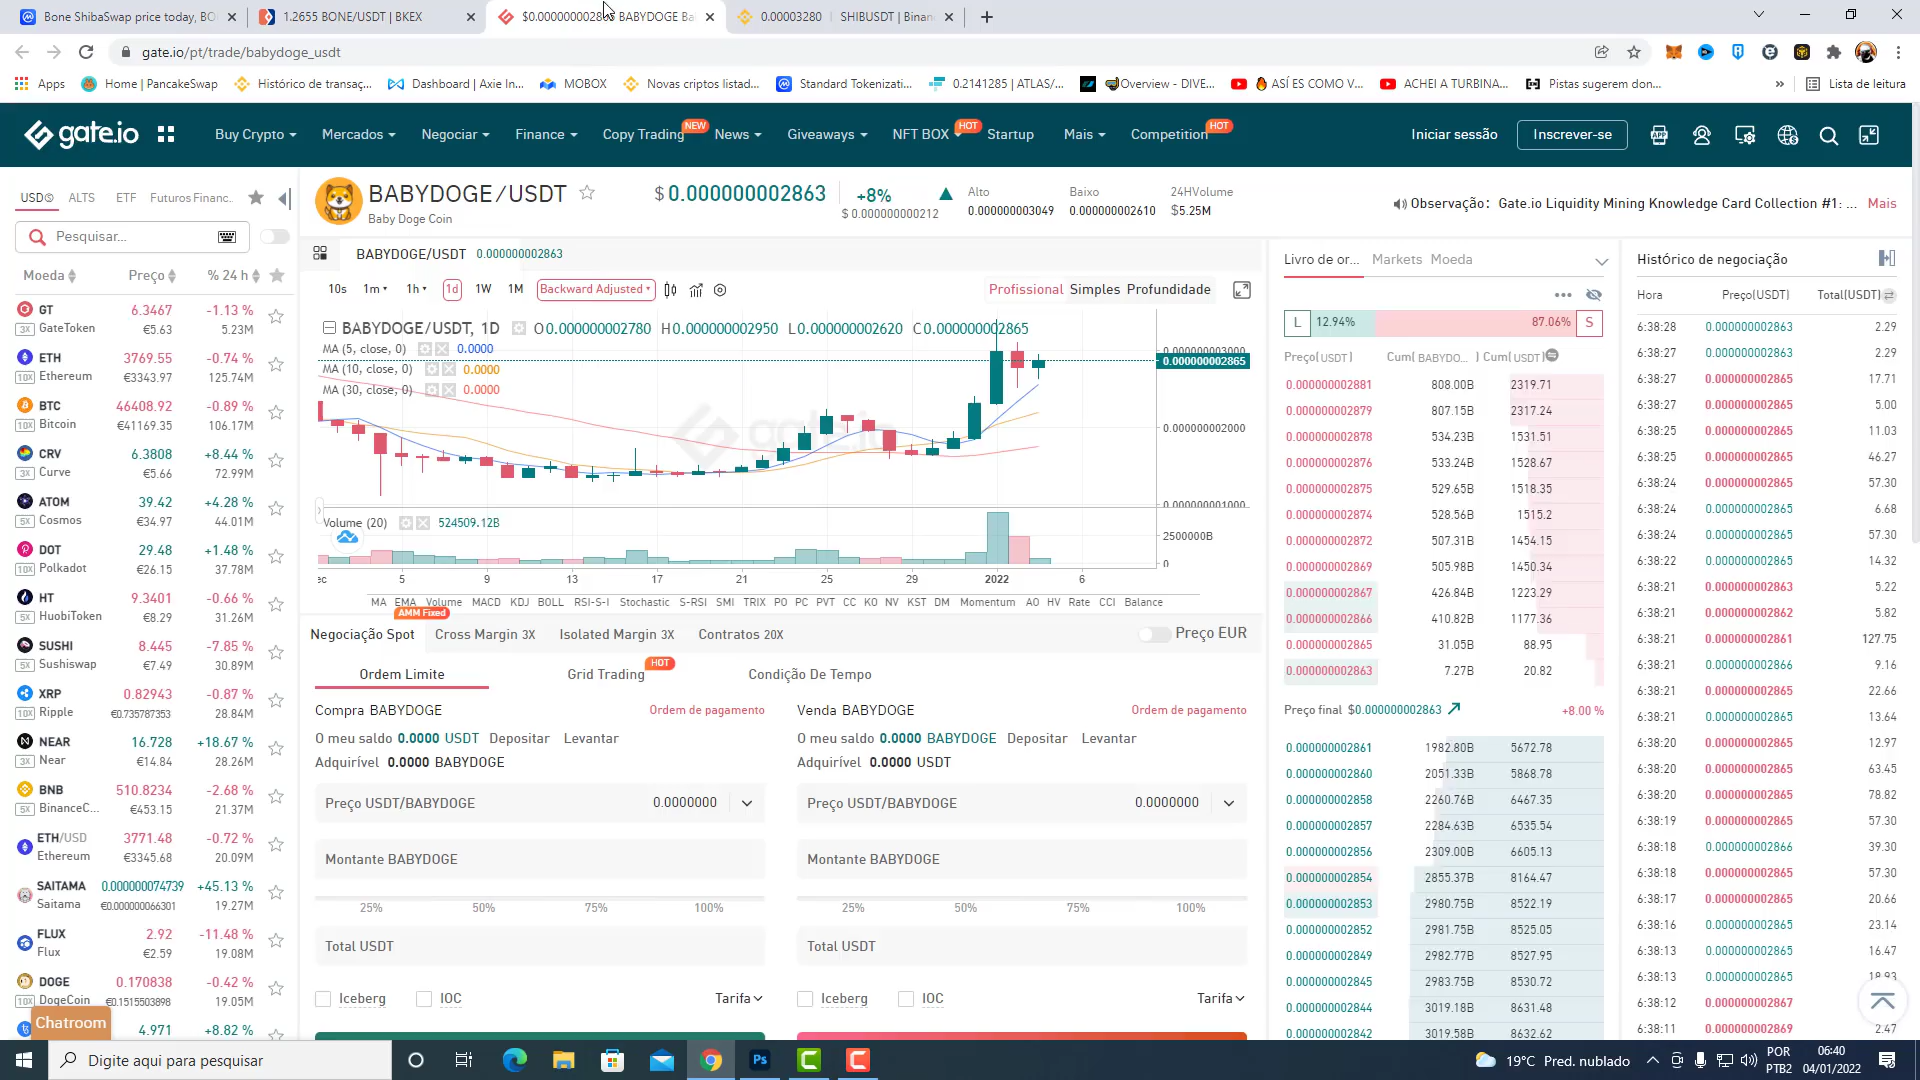 Bone ShibaSwap price today, BO
1.2655 BONE/USDT | BKEX
BABYDOGE Ba
0.00003280 SHIBUSDT | Binan
gate.io/pt/trade/babydoge_usdt
Apps
Home | PancakeSwap
Histórico de transaç...
Dashboard | Axie In...
MOBOX
Novas criptos listad...
Standard Tokenizati...
0.2141285 | ATLAS/...
Overview - DIVE...
ASÍ ES COMO V...
ACHEI A TURBINA...
Pistas sugerem don...
»
Lista de leitura
gate.io
Buy Crypto
Mercados
Negociar
Finance
Copy Trading
NEW
News
Giveaways
NFT BOX
HOT
Startup
Mais
Competition
HOT
Iniciar sessão
Inscrever-se
USD
ALTS
ETF
Futuros Financ..
Pesquisar...
Moeda
Preço
% 24 h
GT 6.3467 -1.13 %
3X GateToken €5.63 5.23M
ETH 3769.55 -0.74 %
10X Ethereum €3343.97 125.74M
BTC 46408.92 -0.89 %
10X Bitcoin €41169.35 106.17M
CRV 6.3808 +8.44 %
3X Curve €5.66 72.99M
ATOM 39.42 +4.28 %
5X Cosmos €34.97 44.01M
DOT 29.48 +1.48 %
10X Polkadot €26.15 37.78M
HT 9.3401 -0.66 %
5X HuobiToken €8.29 31.26M
SUSHI 8.445 -7.85 %
5X Sushiswap €7.49 30.89M
XRP 0.82943 -0.87 %
10X Ripple €0.735787353 28.84M
NEAR 16.728 +18.67 %
3X Near €14.84 28.26M
BNB 510.8234 -2.68 %
5X BinanceC... €453.15 21.37M
ETH/USD 3771.48 -0.72 %
Ethereum €3345.68 20.09M
SAITAMA 0.000000074739 +45.13 %
Saitama €0.000000066301 19.27M
FLUX 2.92 -11.48 %
Flux €2.59 19.08M
DOGE 0.170838 -0.42 %
10X DogeCoin €0.1515503898 19.05M
4.971 +8.82 %
Chatroom
BABYDOGE/USDT
Baby Doge Coin
$ 0.000000002863
+8%
$ 0.000000000212
Alto
0.000000003049
Baixo
0.000000002610
24HVolume
$5.25M
Observação: Gate.io Liquidity Mining Knowledge Card Collection #1: ...
Mais
BABYDOGE/USDT 0.000000002863
10s 1m 1h 1d 1W 1M Backward Adjusted
Profissional Simples Profundidade
BABYDOGE/USDT, 1D O0.000000002780 H0.000000002950 L0.000000002620 C0.000000002865
MA (5, close, 0) 0.0000
MA (10, close, 0) 0.0000
MA (30, close, 0) 0.0000
gate.io
0.000000003000
0.000000002865
0.000000002000
0.000000001000
Volume (20) 524509.12B
2500000B
0
ec 5 9 13 17 21 25 29 2022 6
MA EMA Volume MACD KDJ BOLL RSI-S-I Stochastic S-RSI SMI TRIX PO PC PVT CC KO NV KST DM Momentum AO HV Rate CCI Balance
AMM Fixed
Negociação Spot
Cross Margin 3X
Isolated Margin 3X
Contratos 20X
Preço EUR
Ordem Limite
Grid Trading
HOT
Condição De Tempo
Compra BABYDOGE
Ordem de pagamento
O meu saldo 0.0000 USDT Depositar Levantar
Adquirível 0.0000 BABYDOGE
Preço USDT/BABYDOGE 0.0000000
Montante BABYDOGE
25% 50% 75% 100%
Total USDT
Iceberg IOC Tarifa
Venda BABYDOGE
Ordem de pagamento
O meu saldo 0.0000 BABYDOGE Depositar Levantar
Adquirível 0.0000 USDT
Preço USDT/BABYDOGE 0.0000000
Montante BABYDOGE
25% 50% 75% 100%
Total USDT
Iceberg IOC Tarifa
Livro de or... Markets Moeda
L 12.94% 87.06% S
Preço(USDT) Cum(BABYDO... ) Cum(USDT)
0.000000002881 808.00B 2319.71
0.000000002879 807.15B 2317.24
0.000000002878 534.23B 1531.51
0.000000002876 533.24B 1528.67
0.000000002875 529.65B 1518.35
0.000000002874 528.56B 1515.2
0.000000002872 507.31B 1454.15
0.000000002869 505.98B 1450.34
0.000000002867 426.84B 1223.29
0.000000002866 410.82B 1177.36
0.000000002865 31.05B 88.95
0.000000002863 7.27B 20.82
Preço final $0.000000002863 +8.00 %
0.000000002861 1982.80B 5672.78
0.000000002860 2051.33B 5868.78
0.000000002858 2260.76B 6467.35
0.000000002857 2284.63B 6535.54
0.000000002856 2309.00B 6605.13
0.000000002854 2855.37B 8164.47
0.000000002853 2980.75B 8522.19
0.000000002852 2981.75B 8525.05
0.000000002849 2982.77B 8527.95
0.000000002845 2983.75B 8530.72
0.000000002844 3019.18B 8631.48
0.000000002842 3019.58B 8632.62
Histórico de negociação
Hora Preço(USDT) Total(USDT)
6:38:28 0.000000002863 2.29
6:38:27 0.000000002863 2.29
6:38:27 0.000000002865 17.71
6:38:27 0.000000002865 5.00
6:38:25 0.000000002865 11.03
6:38:25 0.000000002865 46.27
6:38:24 0.000000002865 57.30
6:38:24 0.000000002865 6.68
6:38:24 0.000000002865 57.30
6:38:22 0.000000002865 14.32
6:38:21 0.000000002863 5.22
6:38:21 0.000000002862 5.82
6:38:21 0.000000002861 127.75
6:38:21 0.000000002866 9.16
6:38:21 0.000000002865 22.66
6:38:21 0.000000002865 13.64
6:38:20 0.000000002865 12.97
6:38:20 0.000000002865 63.45
6:38:20 0.000000002865 78.82
6:38:19 0.000000002865 57.30
6:38:18 0.000000002866 39.30
6:38:18 0.000000002865 57.30
6:38:17 0.000000002865 20.66
6:38:16 0.000000002865 23.14
6:38:13 0.000000002865 16.47
6:38:13 0.000000002865 18.93
6:38:12 0.000000002867
6:38:11 0.000000002869 2.47
Digite aqui para pesquisar
Ps
19°C Pred. nublado
POR
PTB2
06:40
04/01/2022